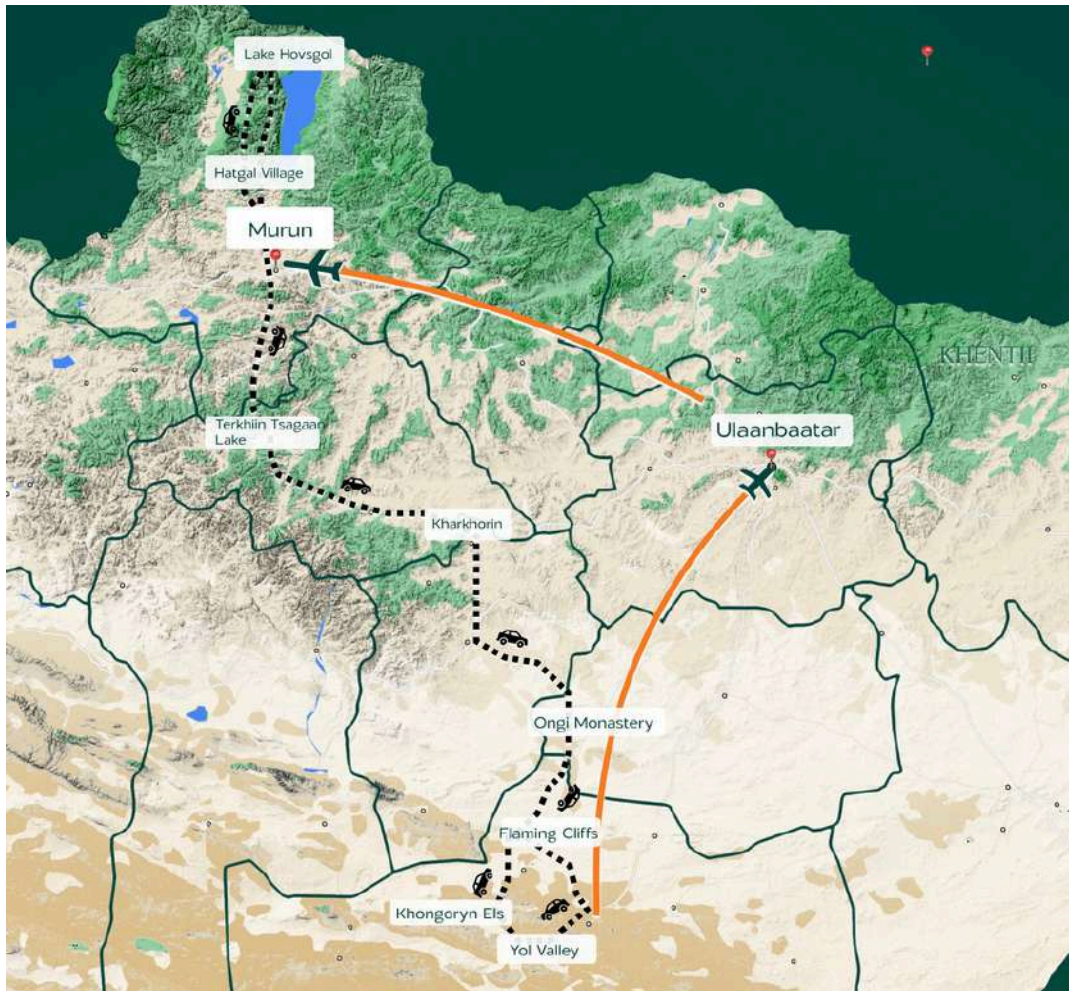 Lake Hovsgol
Hatgal Village
Murun
KHENTII
Terkhiin Tsagaan
Lake
Ulaanbaatar
Kharkhorin
Ongi Monastery
Flaming Cliffs
Khongoryn Els
Yol Valley